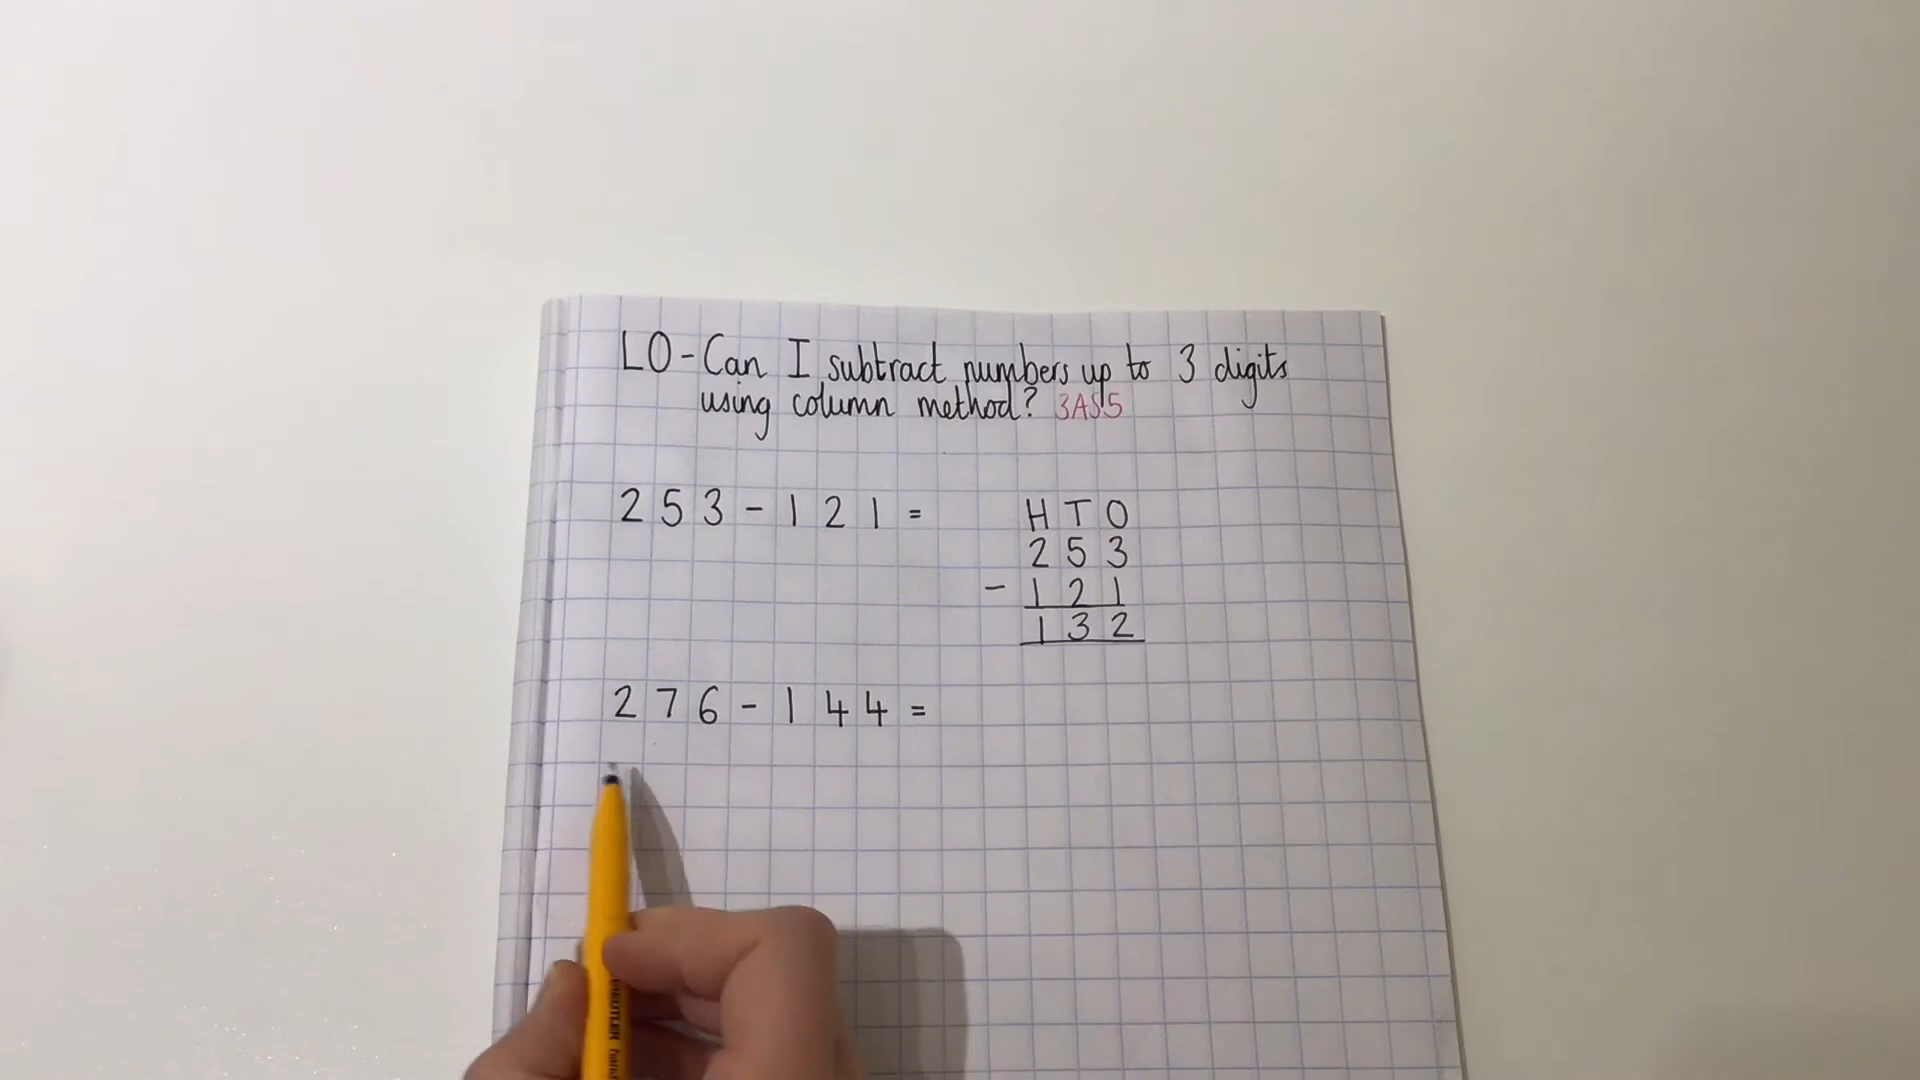 LO - Can I subtract numbers up to 3 digits
using column method? 3AS5
253 - 121 =
HTO
253
- 121
132
276 - 144 =
STAEDTLER